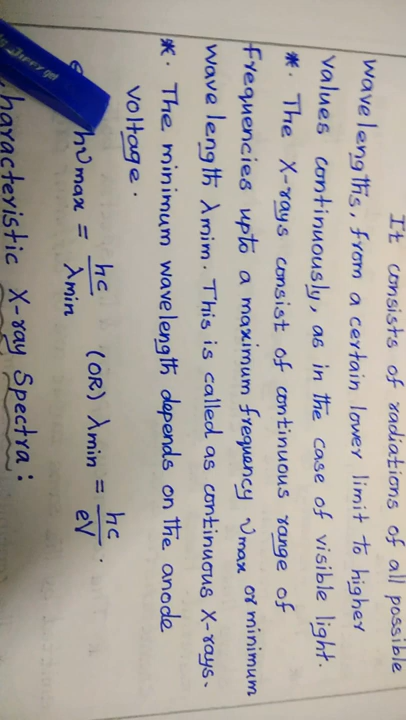 It consists of radiations of all possible
wavelengths, from a certain lower limit to higher
values continuously, as in the case of visible light.
*. The X-rays consist of continuous range of
frequencies upto a maximum frequency νmax or minimum
wave length λmim. This is called as continuous X-rays.
*. The minimum wavelength depends on the anode
voltage.
hνmax = hc/λmin (OR) λmin = hc/eV.
haracteristic X-ray Spectra: